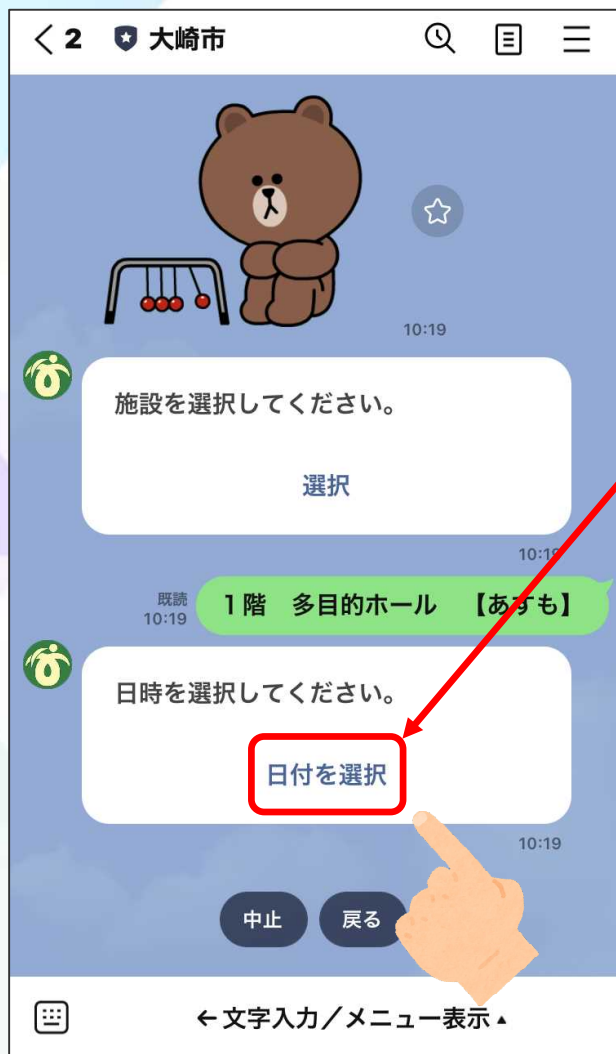 2 大崎市
10:19
施設を選択してください。
選択
10:19
既読
10:19
1階 多目的ホール 【あすも】
日時を選択してください。
日付を選択
10:19
中止 戻る
←文字入力/メニュー表示▲